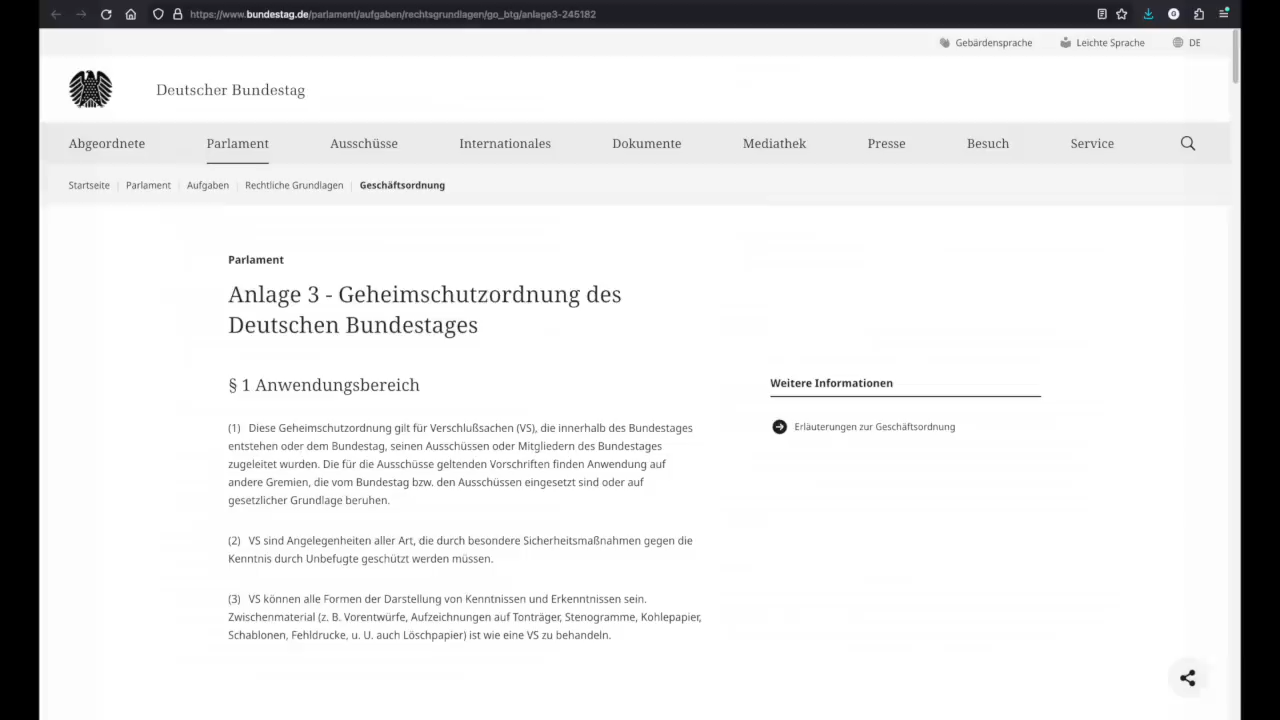 https://www.bundestag.de/parlament/aufgaben/rechtsgrundlagen/go_btg/anlage3-245182
Gebärdensprache
Leichte Sprache
DE
Deutscher Bundestag
Abgeordnete
Parlament
Ausschüsse
Internationales
Dokumente
Mediathek
Presse
Besuch
Service
Startseite | Parlament | Aufgaben | Rechtliche Grundlagen | Geschäftsordnung
Parlament
Anlage 3 - Geheimschutzordnung des
Deutschen Bundestages
§ 1 Anwendungsbereich
(1) Diese Geheimschutzordnung gilt für Verschlußsachen (VS), die innerhalb des Bundestages
entstehen oder dem Bundestag, seinen Ausschüssen oder Mitgliedern des Bundestages
zugeleitet wurden. Die für die Ausschüsse geltenden Vorschriften finden Anwendung auf
andere Gremien, die vom Bundestag bzw. den Ausschüssen eingesetzt sind oder auf
gesetzlicher Grundlage beruhen.
(2) VS sind Angelegenheiten aller Art, die durch besondere Sicherheitsmaßnahmen gegen die
Kenntnis durch Unbefugte geschützt werden müssen.
(3) VS können alle Formen der Darstellung von Kenntnissen und Erkenntnissen sein.
Zwischenmaterial (z. B. Vorentwürfe, Aufzeichnungen auf Tonträger, Stenogramme, Kohlepapier,
Schablonen, Fehldrucke, u. U. auch Löschpapier) ist wie eine VS zu behandeln.
Weitere Informationen
Erläuterungen zur Geschäftsordnung